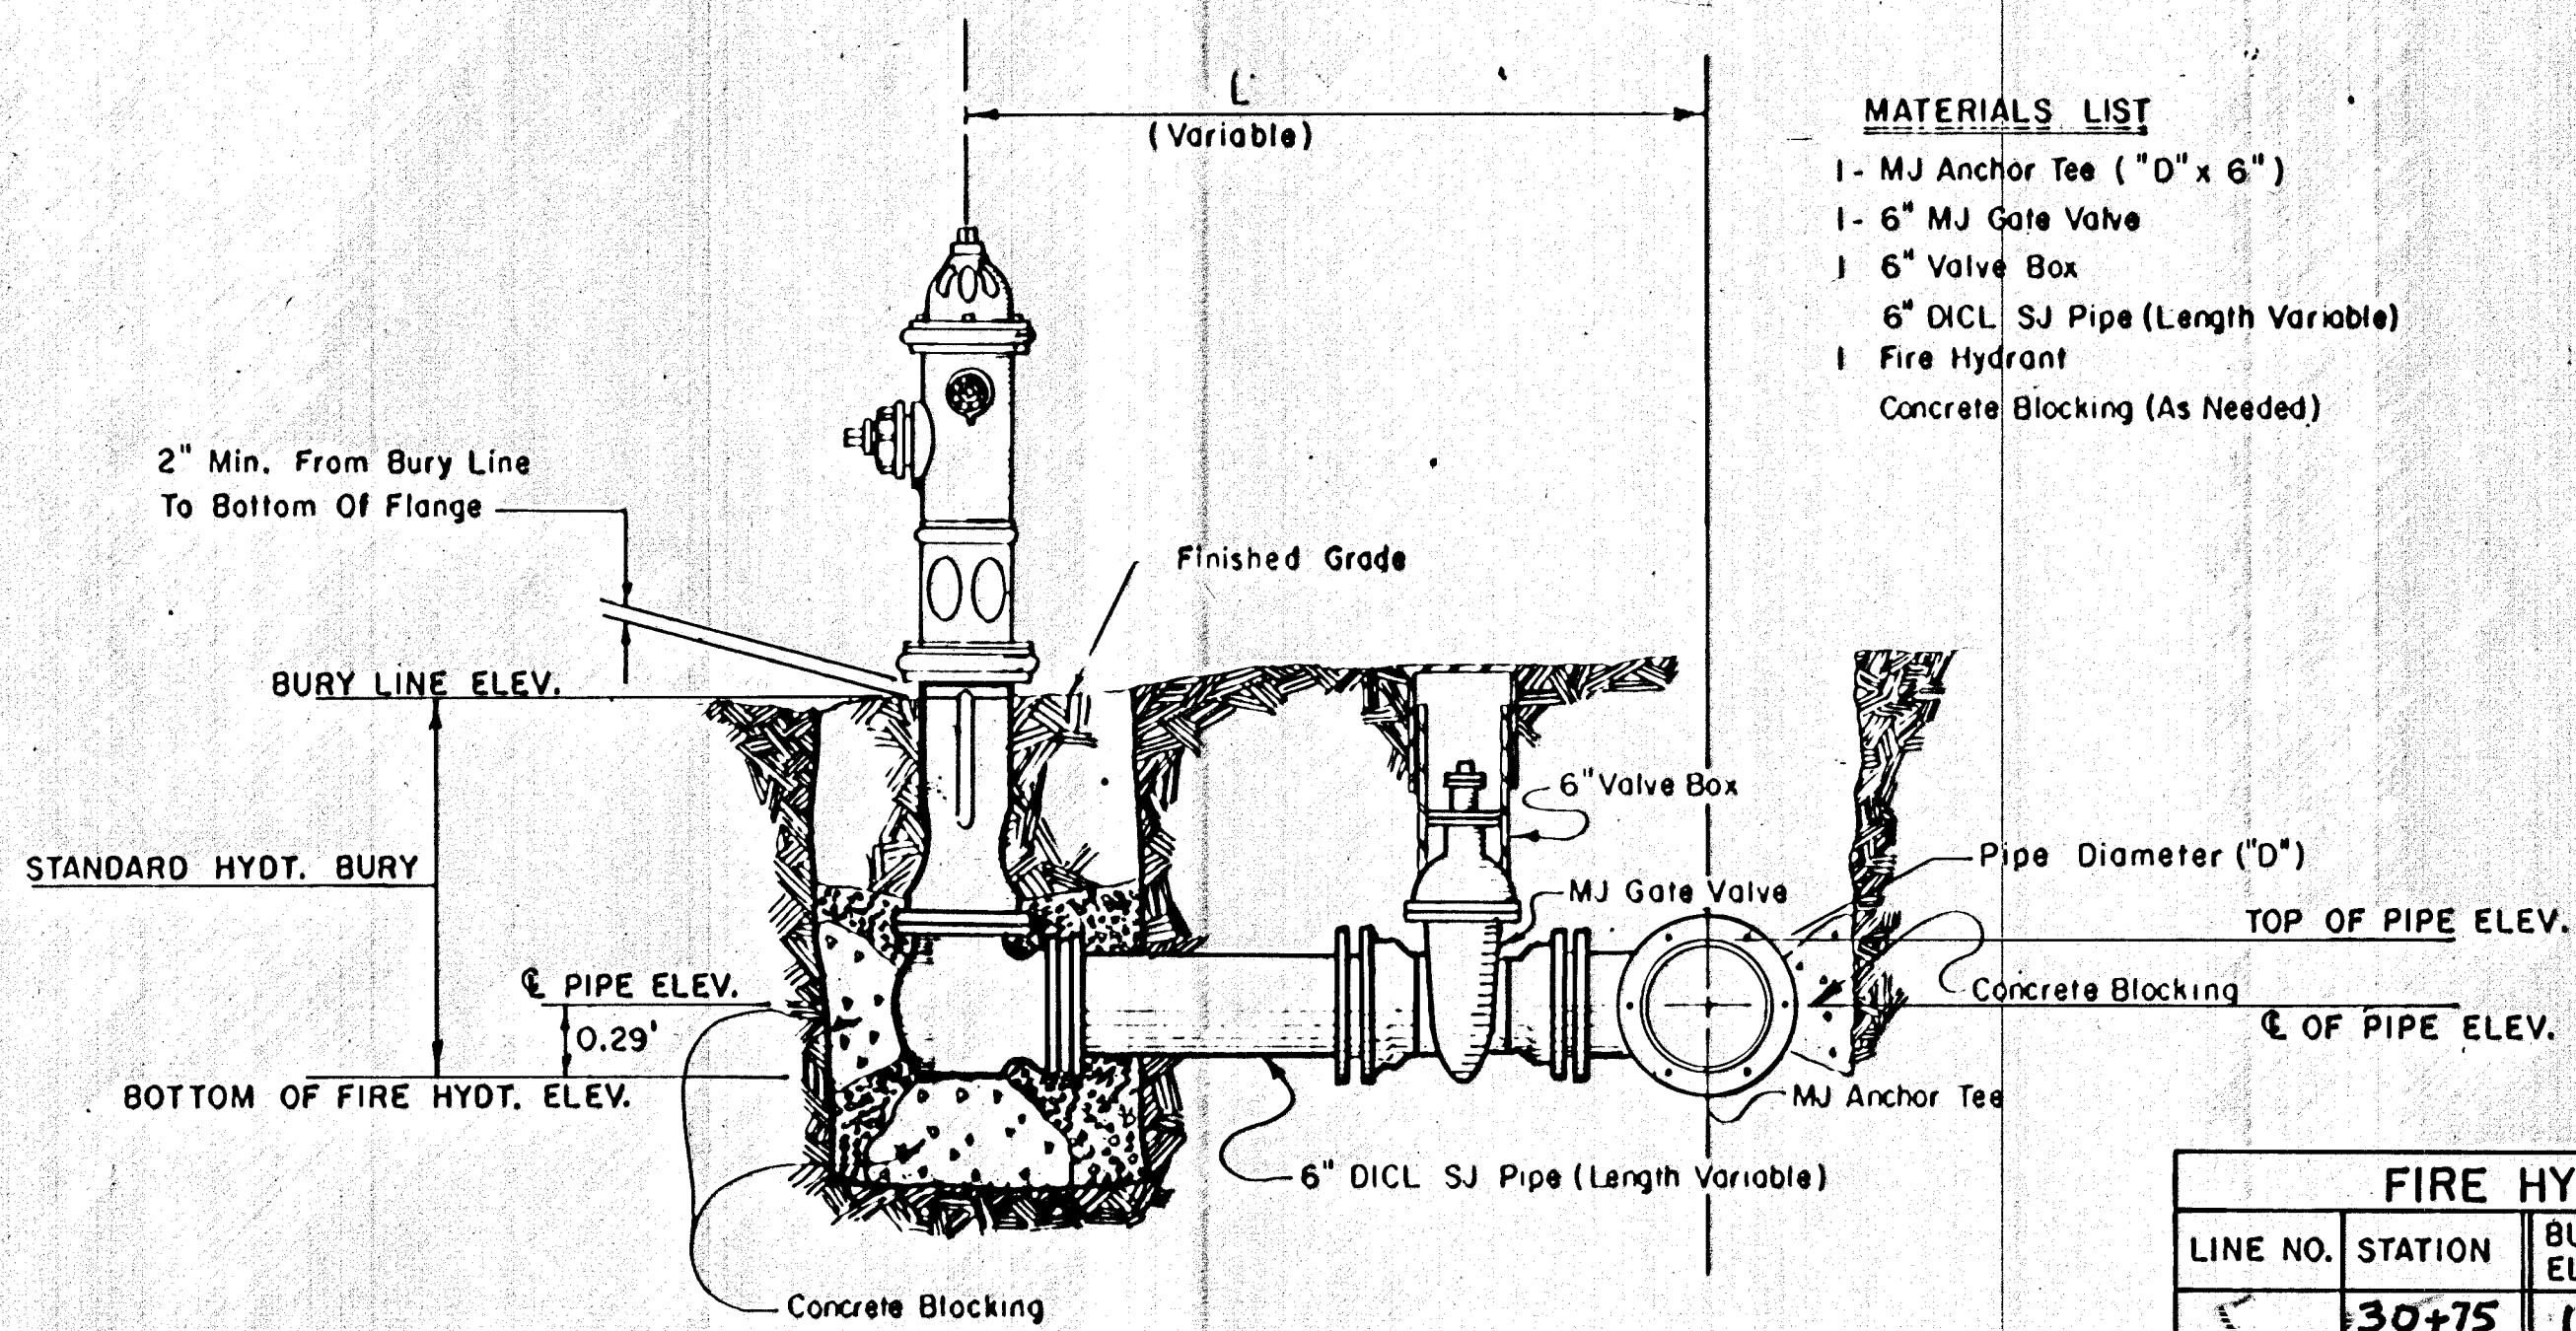 L
(Variable)
MATERIALS LIST
1- MJ Anchor Tee ("D" x 6")
1- 6" MJ Gate Valve
1 6" Valve Box
6" DICL SJ Pipe (Length Variable)
1 Fire Hydrant
Concrete Blocking (As Needed)
2" Min. From Bury Line
To Bottom Of Flange
Finished Grade
BURY LINE ELEV.
6" Valve Box
STANDARD HYDT. BURY
Pipe Diameter ("D")
MJ Gate Valve
TOP OF PIPE ELEV.
℄ PIPE ELEV.
Concrete Blocking
0.29'
℄ OF PIPE ELEV.
BOTTOM OF FIRE HYDT. ELEV.
MJ Anchor Tee
6" DICL SJ Pipe (Length Variable)
Concrete Blocking
FIRE HY
LINE NO. STATION BU
EL
30+75